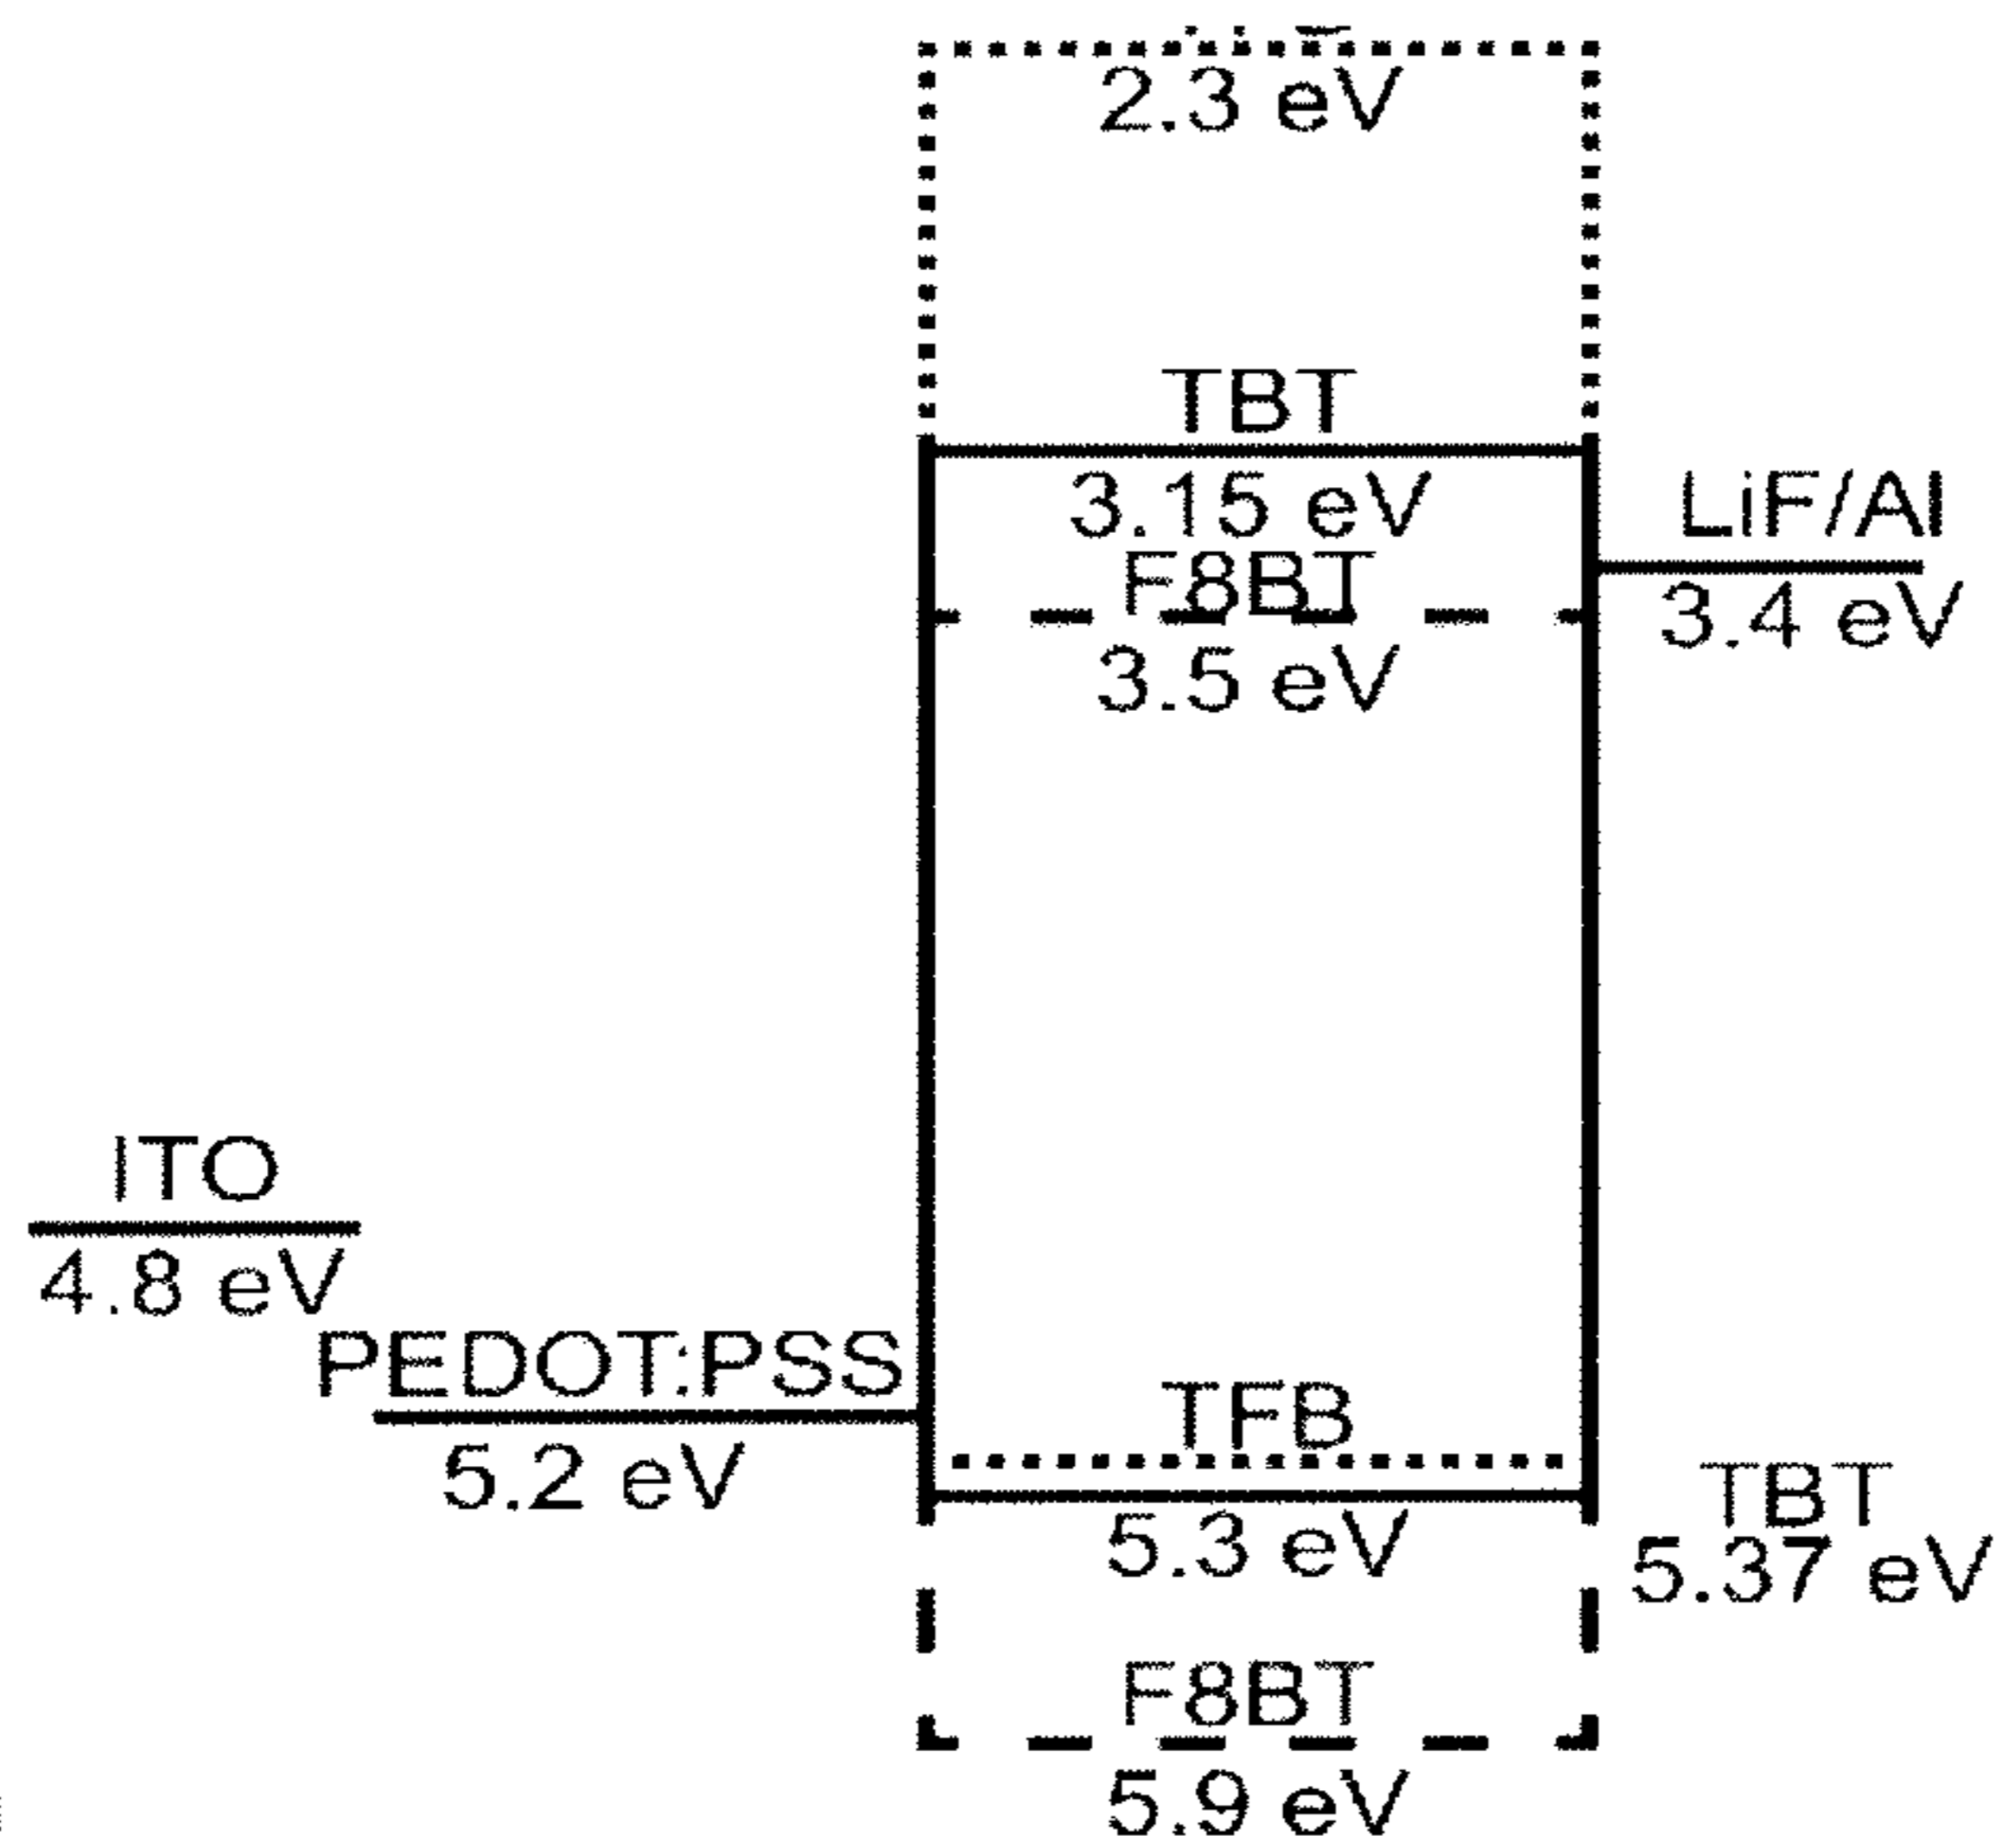 2.3 eV
TBT
3.15 eV
F8BT
3.5 eV
LiF/Al
3.4 eV
ITO
4.8 eV
PEDOT:PSS
5.2 eV
TFB
5.3 eV
TBT
5.37 eV
F8BT
5.9 eV